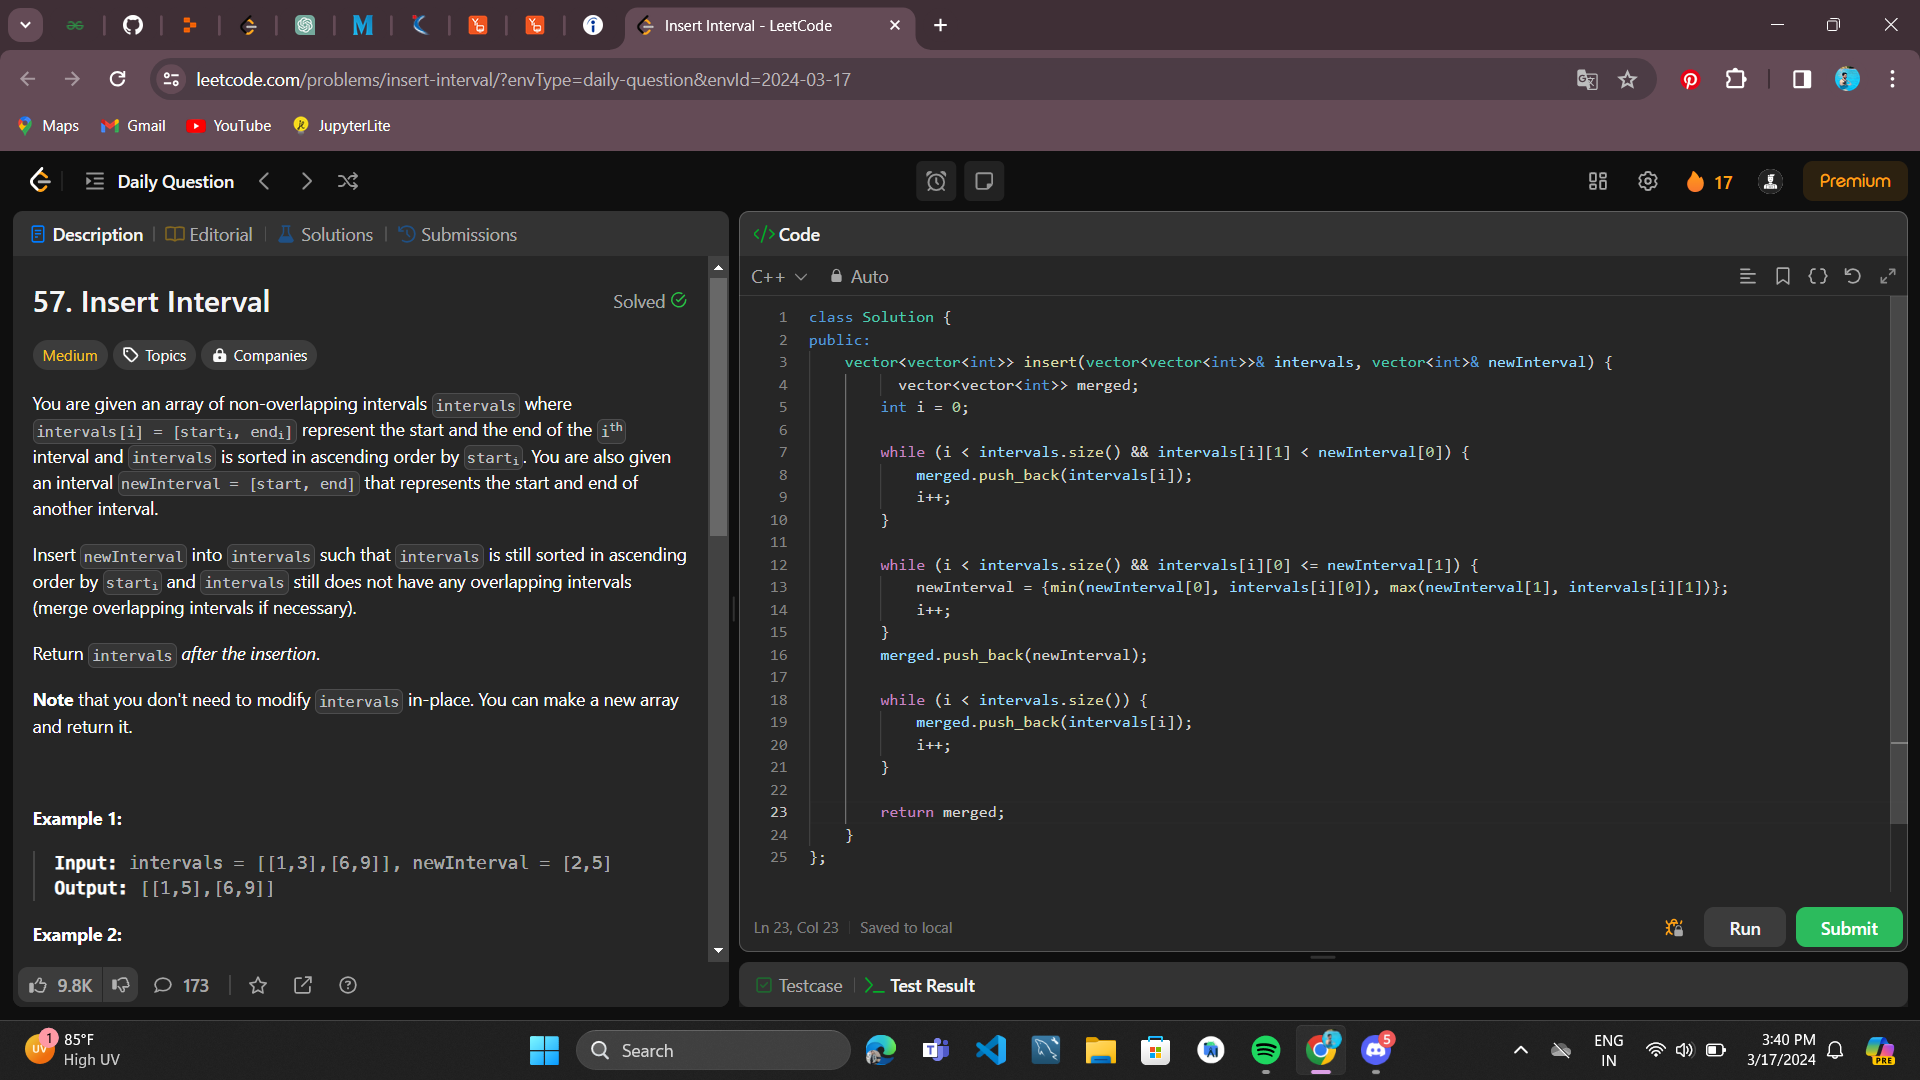 Insert Interval - LeetCode
leetcode.com/problems/insert-interval/?envType=daily-question&envId=2024-03-17
Maps Gmail YouTube JupyterLite
Daily Question
17
Premium
Description Editorial Solutions Submissions
57. Insert Interval
Solved
Medium Topics Companies
You are given an array of non-overlapping intervals intervals where
intervals[i] = [starti, endi] represent the start and the end of the ith
interval and intervals is sorted in ascending order by starti. You are also given
an interval newInterval = [start, end] that represents the start and end of
another interval.
Insert newInterval into intervals such that intervals is still sorted in ascending
order by starti and intervals still does not have any overlapping intervals
(merge overlapping intervals if necessary).
Return intervals after the insertion.
Note that you don't need to modify intervals in-place. You can make a new array
and return it.
Example 1:
Input: intervals = [[1,3],[6,9]], newInterval = [2,5]
Output: [[1,5],[6,9]]
Example 2:
9.8K 173
</> Code
C++ Auto
1 class Solution {
2 public:
3 vector<vector<int>> insert(vector<vector<int>>& intervals, vector<int>& newInterval) {
4 vector<vector<int>> merged;
5 int i = 0;
6
7 while (i < intervals.size() && intervals[i][1] < newInterval[0]) {
8 merged.push_back(intervals[i]);
9 i++;
10 }
11
12 while (i < intervals.size() && intervals[i][0] <= newInterval[1]) {
13 newInterval = {min(newInterval[0], intervals[i][0]), max(newInterval[1], intervals[i][1])};
14 i++;
15 }
16 merged.push_back(newInterval);
17
18 while (i < intervals.size()) {
19 merged.push_back(intervals[i]);
20 i++;
21 }
22
23 return merged;
24 }
25 };
Ln 23, Col 23 Saved to local
Run
Submit
Testcase Test Result
1
UV
85°F
High UV
Search
5
ENG
IN
3:40 PM
3/17/2024
PRE